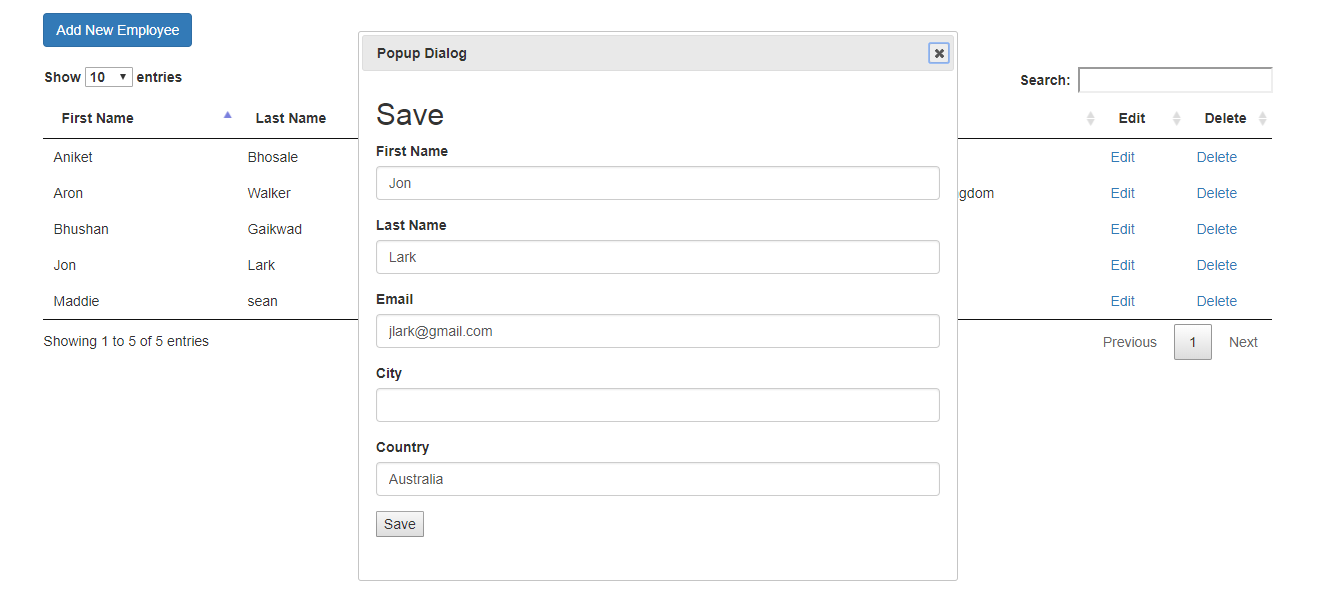 Add New Employee
Popup Dialog
Show 10 entries
Search:
Save
First Name Last Name Edit Delete
First Name
Aniket Bhosale Edit Delete
Jon
Aron Walker gdom Edit Delete
Last Name
Bhushan Gaikwad Edit Delete
Lark
Jon Lark Edit Delete
Email
Maddie sean Edit Delete
jlark@gmail.com
Showing 1 to 5 of 5 entries Previous 1 Next
City
Country
Australia
Save